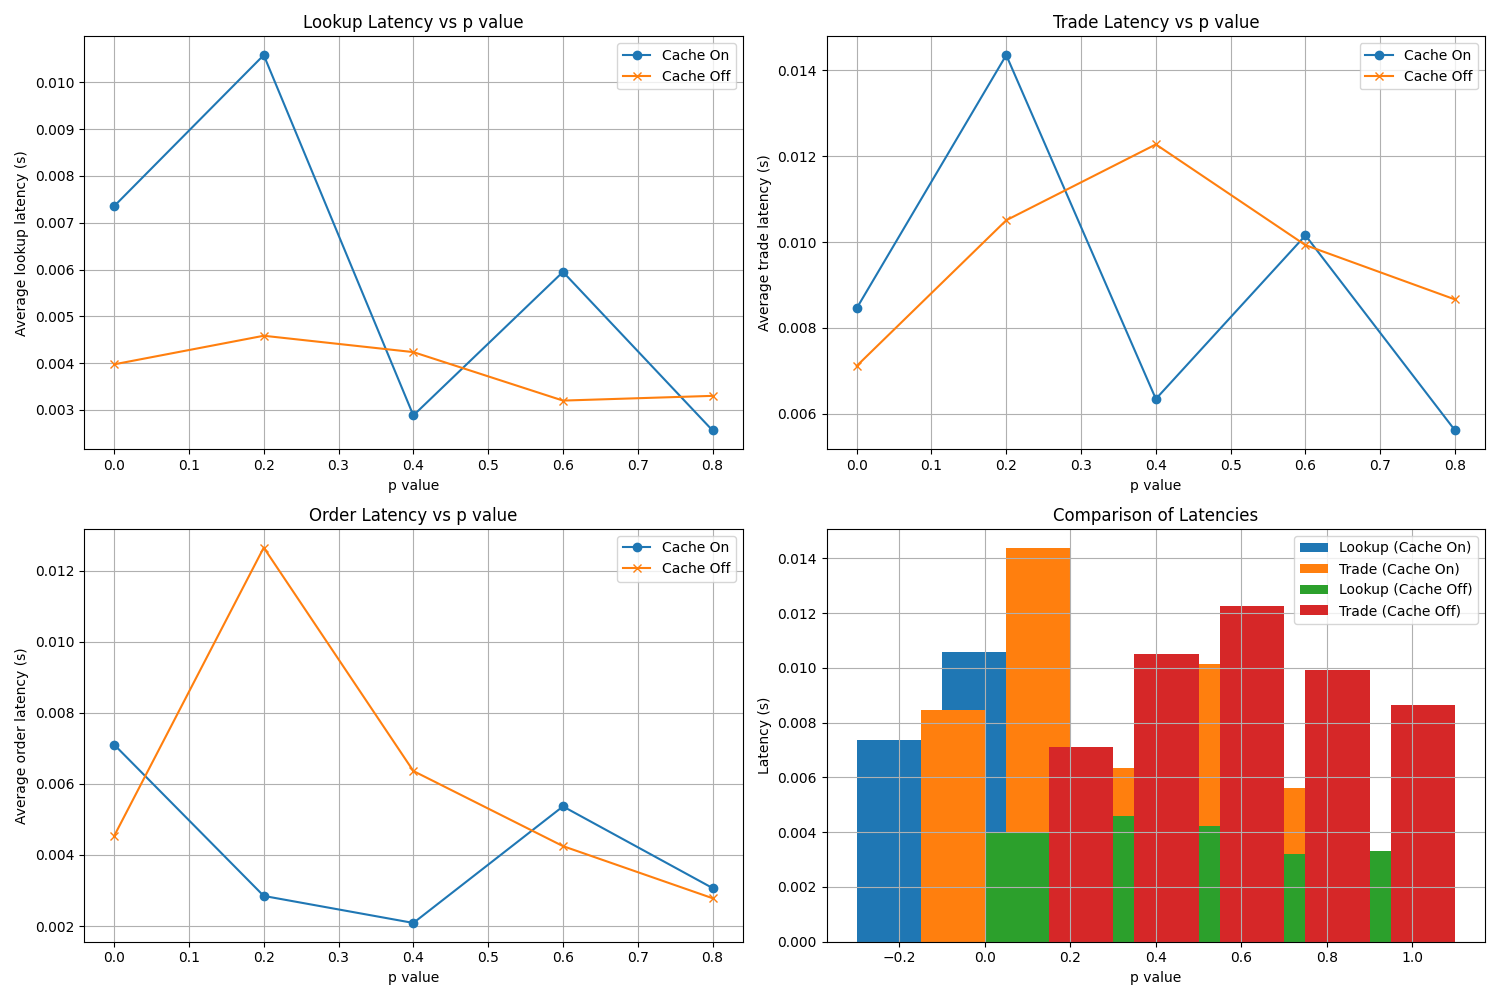 Lookup Latency vs p value
Average lookup latency (s)
0.010
0.009
0.008
0.007
0.006
0.005
0.004
0.003
Cache On
Cache Off
0.0 0.1 0.2 0.3 0.4 0.5 0.6 0.7 0.8
p value
Trade Latency vs p value
Average trade latency (s)
0.014
0.012
0.010
0.008
0.006
Cache On
Cache Off
0.0 0.1 0.2 0.3 0.4 0.5 0.6 0.7 0.8
p value
Order Latency vs p value
Average order latency (s)
0.012
0.010
0.008
0.006
0.004
0.002
Cache On
Cache Off
0.0 0.1 0.2 0.3 0.4 0.5 0.6 0.7 0.8
p value
Comparison of Latencies
Latency (s)
0.014
0.012
0.010
0.008
0.006
0.004
0.002
0.000
Lookup (Cache On)
Trade (Cache On)
Lookup (Cache Off)
Trade (Cache Off)
−0.2 0.0 0.2 0.4 0.6 0.8 1.0
p value